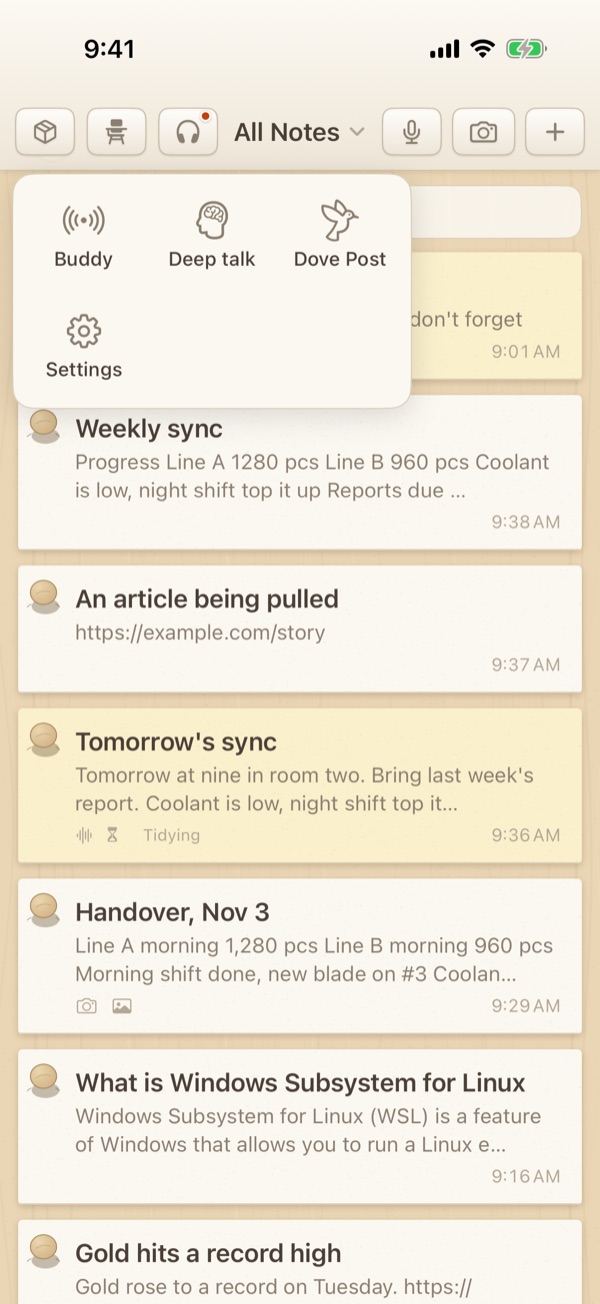 9:41
All Notes
Buddy
Deep talk
Dove Post
Settings
don't forget
9:01 AM
Weekly sync
Progress Line A 1280 pcs Line B 960 pcs Coolant
is low, night shift top it up Reports due ...
9:38 AM
An article being pulled
https://example.com/story
9:37 AM
Tomorrow's sync
Tomorrow at nine in room two. Bring last week's
report. Coolant is low, night shift top it...
Tidying
9:36 AM
Handover, Nov 3
Line A morning 1,280 pcs Line B morning 960 pcs
Morning shift done, new blade on #3 Coolan...
9:29 AM
What is Windows Subsystem for Linux
Windows Subsystem for Linux (WSL) is a feature
of Windows that allows you to run a Linux e...
9:16 AM
Gold hits a record high
Gold rose to a record on Tuesday. https://